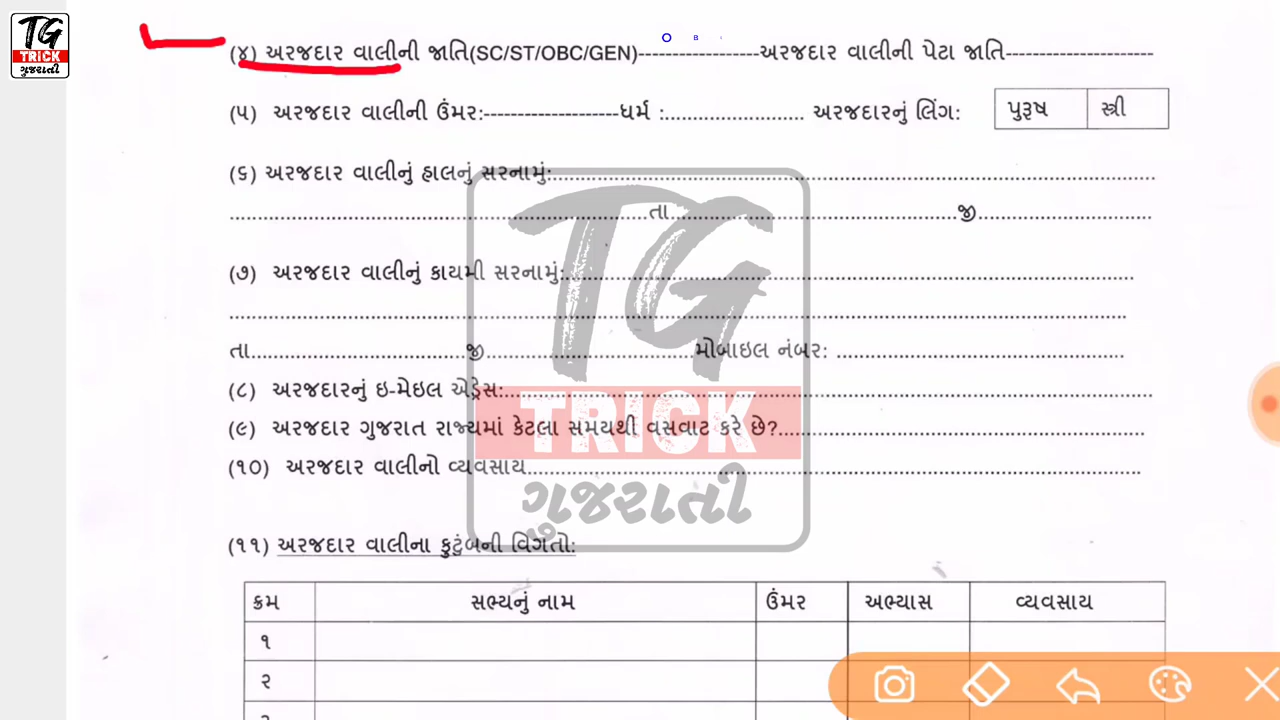 TG
TRICK
ગુજરાતી
O B
(૪) અરજદાર વાલીની જાતિ(SC/ST/OBC/GEN)--------------------અરજદાર વાલીની પેટા જાતિ-------------------------
(૫) અરજદાર વાલીની ઉંમર:--------------------ધર્મ :......................... અરજદારનું લિંગ: પુરૂષ સ્ત્રી
(૬) અરજદાર વાલીનું હાલનું સરનામું:.............................................................................
.............................................................તા..........................................જી...............................
(૭) અરજદાર વાલીનું કાયમી સરનામું:.............................................................................
.............................................................................
તા.......................................જી......................................મોબાઇલ નંબર: ....................................................
(૮) અરજદારનું ઇ-મેઇલ એડ્રેસ:.............................................................................
(૯) અરજદાર ગુજરાત રાજ્યમાં કેટલા સમયથી વસવાટ કરે છે?..................................................................
(૧૦) અરજદાર વાલીનો વ્યવસાય.............................................................................
TG
TRICK
ગુજરાતી
(૧૧) અરજદાર વાલીના કુટુંબની વિગતો:
ક્રમ સભ્યનું નામ ઉંમર અભ્યાસ વ્યવસાય
૧
૨